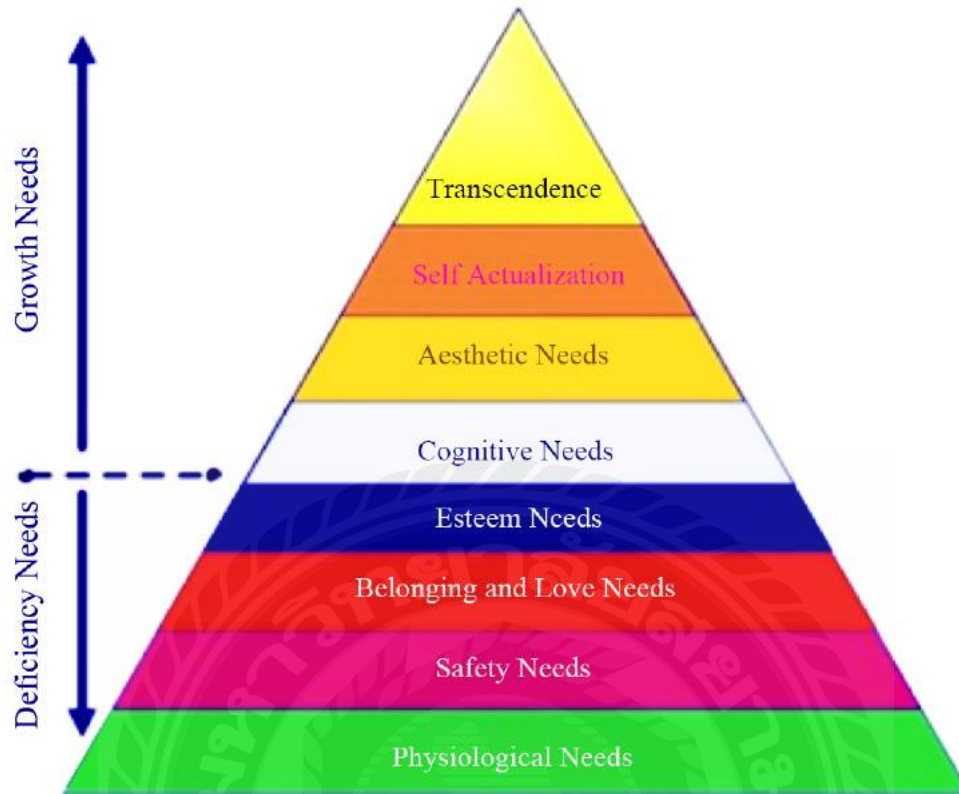 Growth Needs
Deficiency Needs
Transcendence
Self Actualization
Aesthetic Needs
Cognitive Needs
Esteem Nceds
Belonging and Love Needs
Safety Needs
Physiological Needs